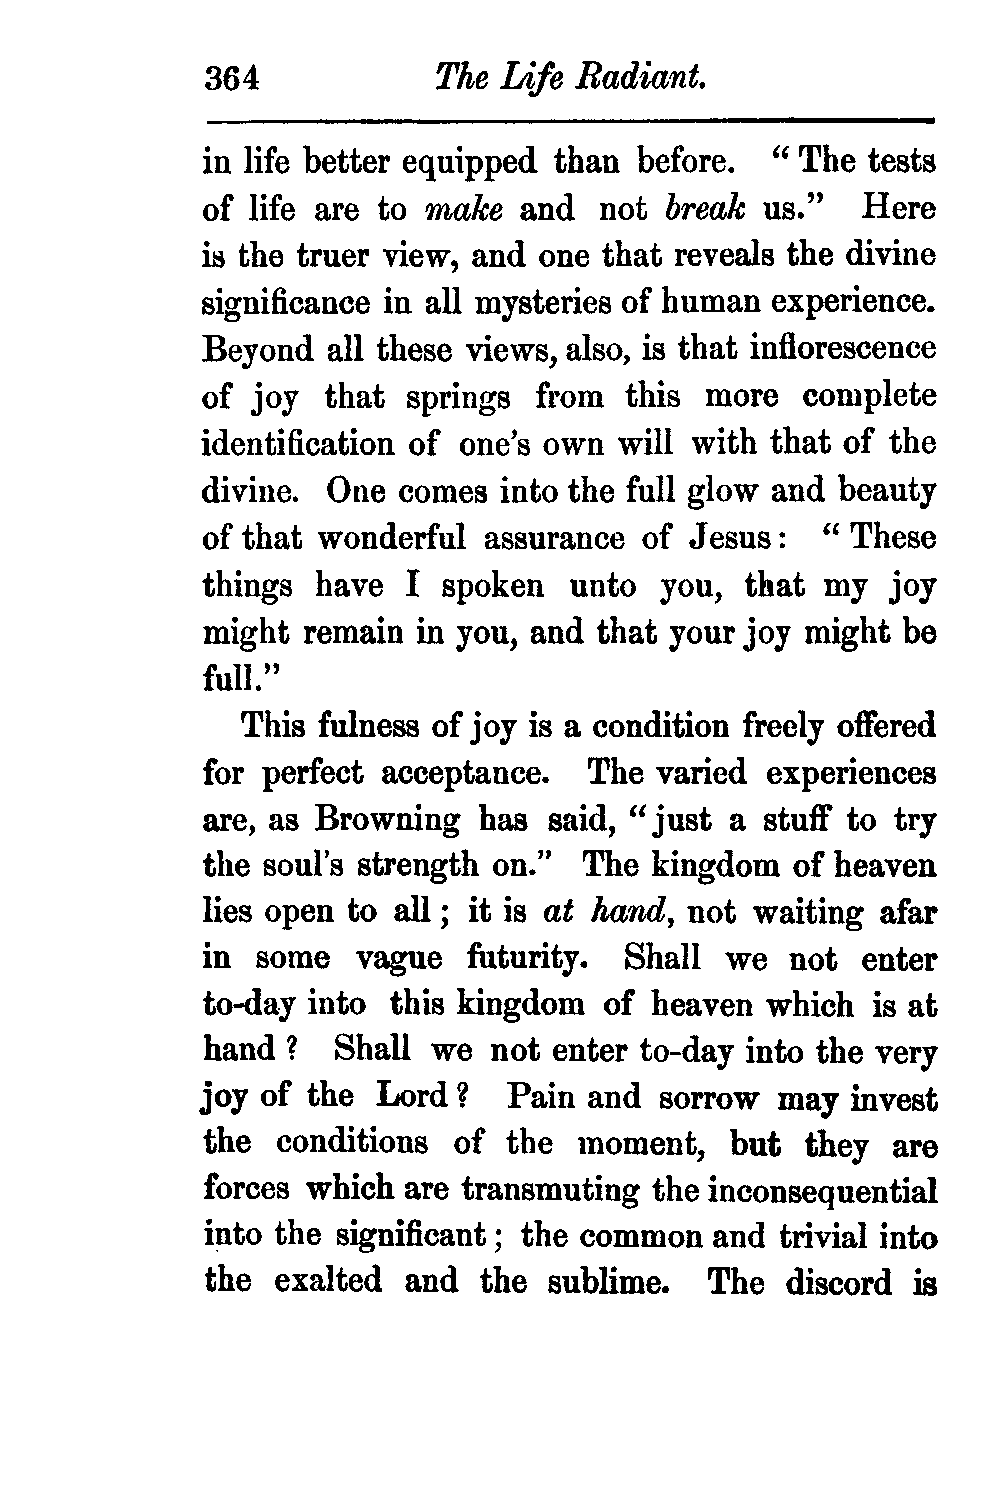 364 The Life Radiant.
in life better equipped than before. “ The tests
of life are to make and not break us.” Here
is the truer view, and one that reveals the divine
significance in all mysteries of human experience.
Beyond all these views, also, is that inflorescence
of joy that springs from this more complete
identification of one’s own will with that of the
divine. One comes into the full glow and beauty
of that wonderful assurance of Jesus : “ These
things have I spoken unto you, that my joy
might remain in you, and that your joy might be
full.”
This fulness of joy is a condition freely offered
for perfect acceptance. The varied experiences
are, as Browning has said, “just a stuff to try
the soul’s strength on.” The kingdom of heaven
lies open to all ; it is at hand, not waiting afar
in some vague futurity. Shall we not enter
to-day into this kingdom of heaven which is at
hand ? Shall we not enter to-day into the very
joy of the Lord ? Pain and sorrow may invest
the conditions of the moment, but they are
forces which are transmuting the inconsequential
into the significant ; the common and trivial into
the exalted and the sublime. The discord is